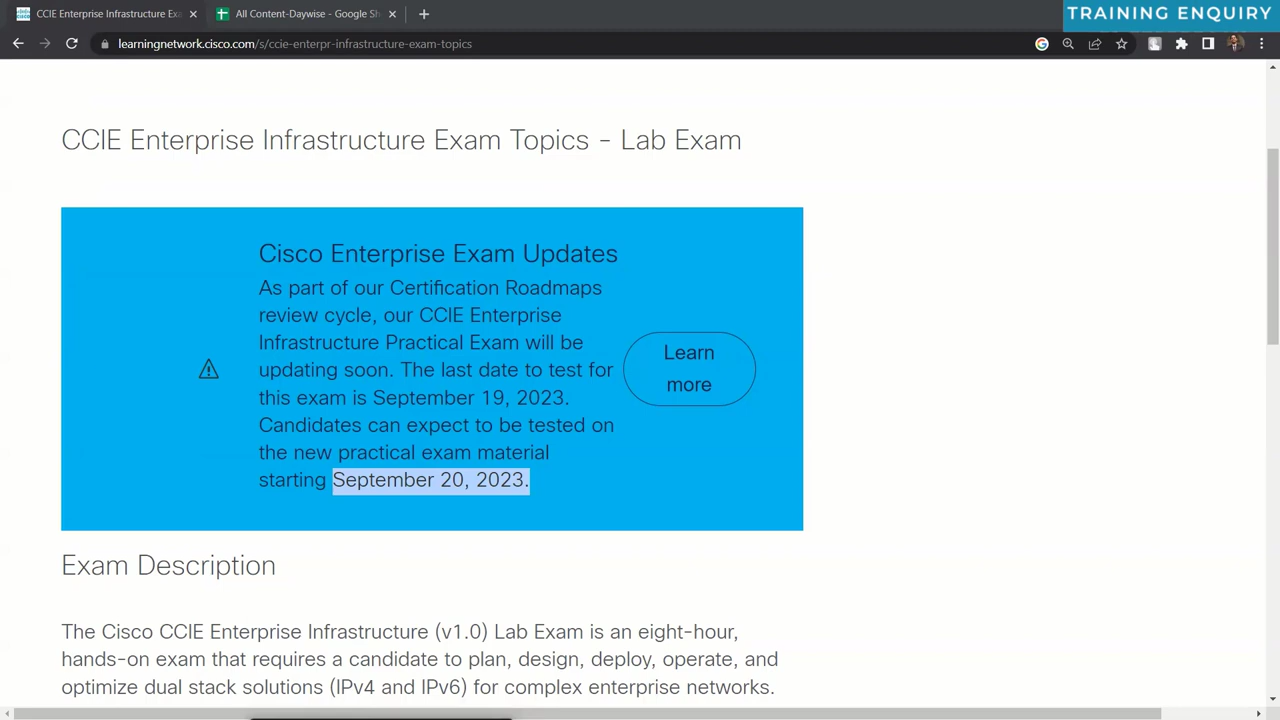 CCIE Enterprise Infrastructure Exa
All Content-Daywise - Google Sh
TRAINING ENQUIRY
learningnetwork.cisco.com/s/ccie-enterpr-infrastructure-exam-topics
CCIE Enterprise Infrastructure Exam Topics - Lab Exam
Cisco Enterprise Exam Updates
As part of our Certification Roadmaps
review cycle, our CCIE Enterprise
Infrastructure Practical Exam will be
updating soon. The last date to test for
this exam is September 19, 2023.
Candidates can expect to be tested on
the new practical exam material
starting September 20, 2023.
Learn
more
Exam Description
The Cisco CCIE Enterprise Infrastructure (v1.0) Lab Exam is an eight-hour,
hands-on exam that requires a candidate to plan, design, deploy, operate, and
optimize dual stack solutions (IPv4 and IPv6) for complex enterprise networks.